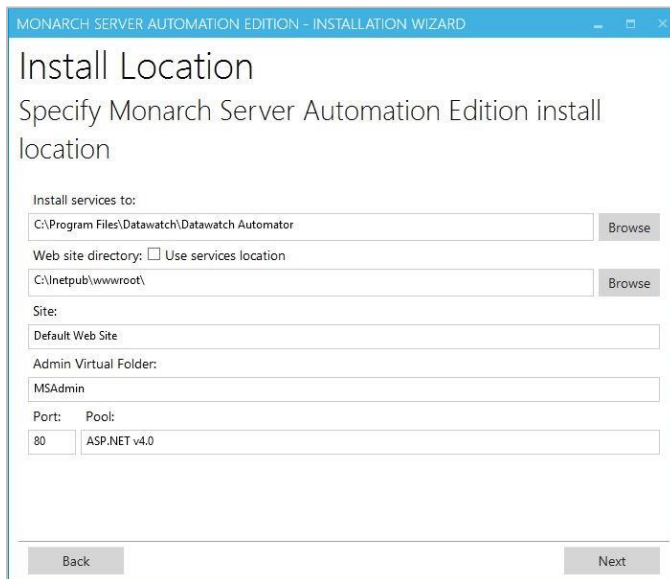 MONARCH SERVER AUTOMATION EDITION - INSTALLATION WIZARD
Install Location
Specify Monarch Server Automation Edition install
location
Install services to:
C:\Program Files\Datawatch\Datawatch Automator
Browse
Web site directory: Use services location
C:\Inetpub\wwwroot\
Browse
Site:
Default Web Site
Admin Virtual Folder:
MSAdmin
Port: Pool:
80 ASP.NET v4.0
Back Next